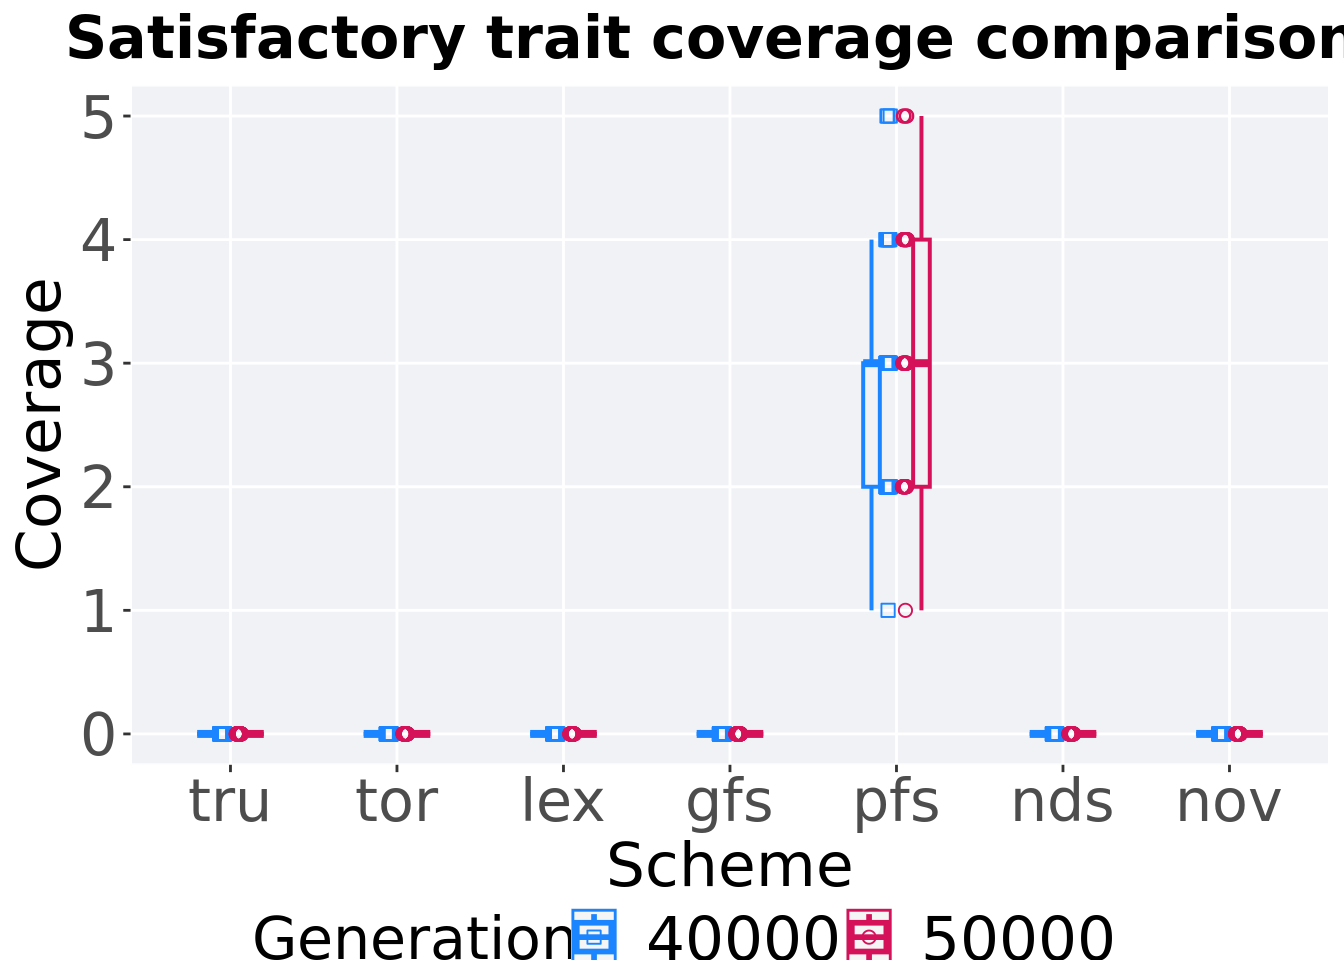 Satisfactory trait coverage comparison
5
4
3
2
1
0
Coverage
tru tor lex gfs pfs nds nov
Scheme
Generation 40000 50000